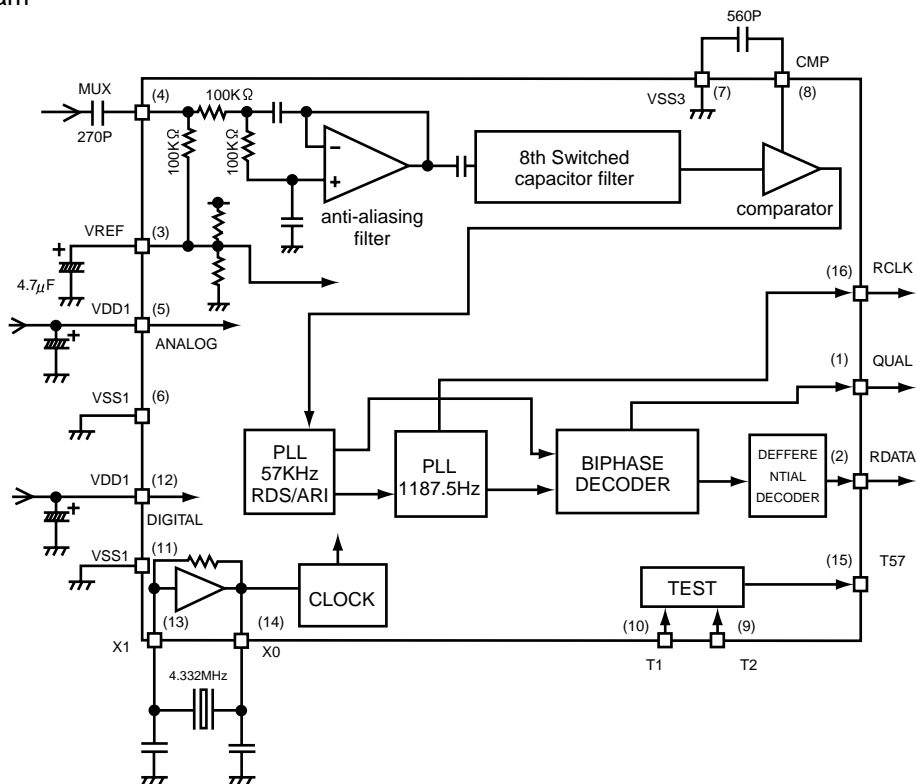 am
560P
CMP
VSS3
(7)
(8)
MUX
270P
(4)
100KΩ
100KΩ
100KΩ
anti-aliasing
filter
8th Switched
capacitor filter
comparator
VREF
(3)
4.7μF
VDD1
(5)
ANALOG
VSS1
(6)
(16)
RCLK
(1)
QUAL
PLL
57KHz
RDS/ARI
PLL
1187.5Hz
BIPHASE
DECODER
DEFFERE
NTIAL
DECODER
(2)
RDATA
VDD1
(12)
DIGITAL
VSS1
(11)
(13)
(14)
CLOCK
TEST
(15)
T57
(10)
(9)
X1
X0
T1
T2
4.332MHz